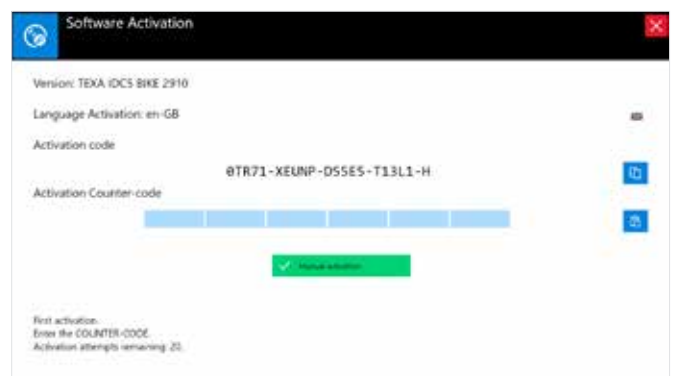 Software Activation
Version: TEXA IDC5 BIKE 2910
Language Activation: en-GB
Activation code
0TR71-XEUNP-DSSES-T13L1-H
Activation Counter-code
Manual activation
First activation.
Enter the COUNTER-CODE.
Activation attempts remaining: 20.